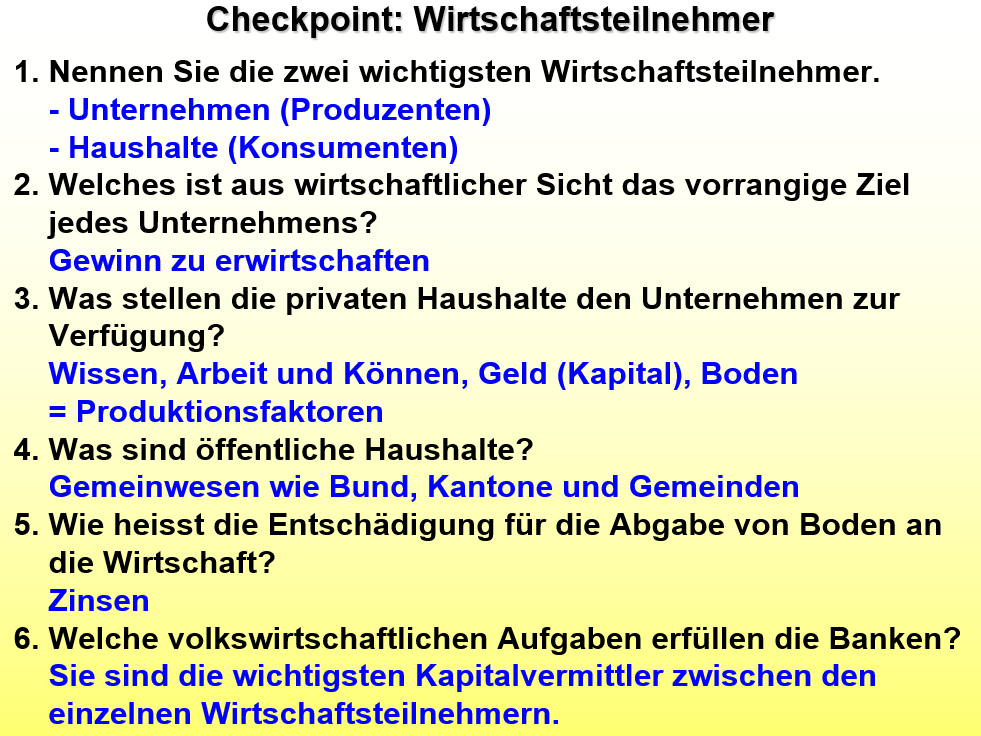 Checkpoint: Wirtschaftsteilnehmer
1. Nennen Sie die zwei wichtigsten Wirtschaftsteilnehmer.
- Unternehmen (Produzenten)
- Haushalte (Konsumenten)
2. Welches ist aus wirtschaftlicher Sicht das vorrangige Ziel
jedes Unternehmens?
Gewinn zu erwirtschaften
3. Was stellen die privaten Haushalte den Unternehmen zur
Verfügung?
Wissen, Arbeit und Können, Geld (Kapital), Boden
= Produktionsfaktoren
4. Was sind öffentliche Haushalte?
Gemeinwesen wie Bund, Kantone und Gemeinden
5. Wie heisst die Entschädigung für die Abgabe von Boden an
die Wirtschaft?
Zinsen
6. Welche volkswirtschaftlichen Aufgaben erfüllen die Banken?
Sie sind die wichtigsten Kapitalvermittler zwischen den
einzelnen Wirtschaftsteilnehmern.